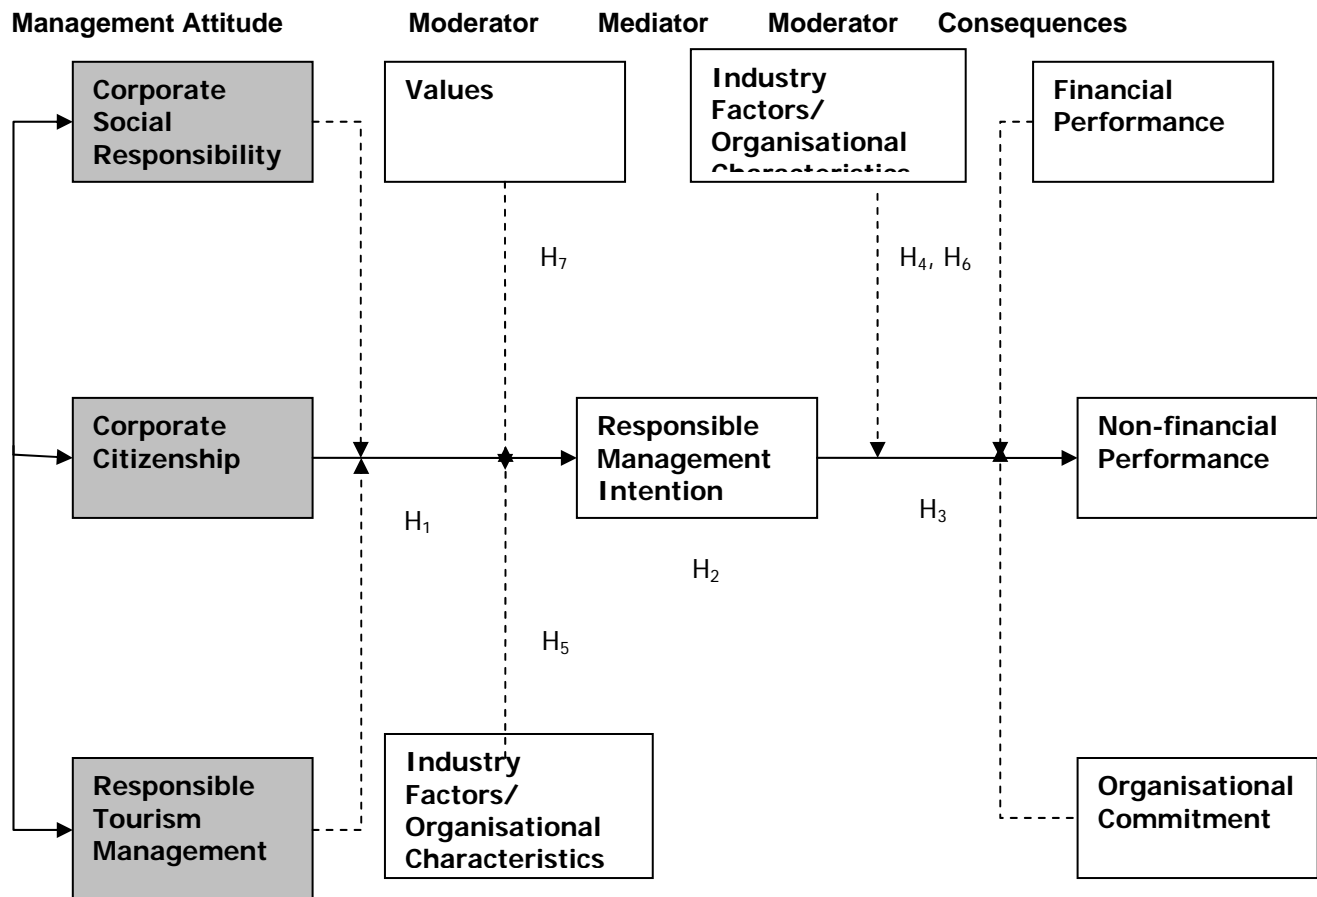 Management Attitude
Moderator
Mediator
Moderator
Consequences
Corporate
Social
Responsibility
Values
Industry
Factors/
Organisational
Characteristics
Financial
Performance
H₇
H₄, H₆
Corporate
Citizenship
Responsible
Management
Intention
Non-financial
Performance
H₁
H₃
H₂
H₅
Responsible
Tourism
Management
Industry
Factors/
Organisational
Characteristics
Organisational
Commitment